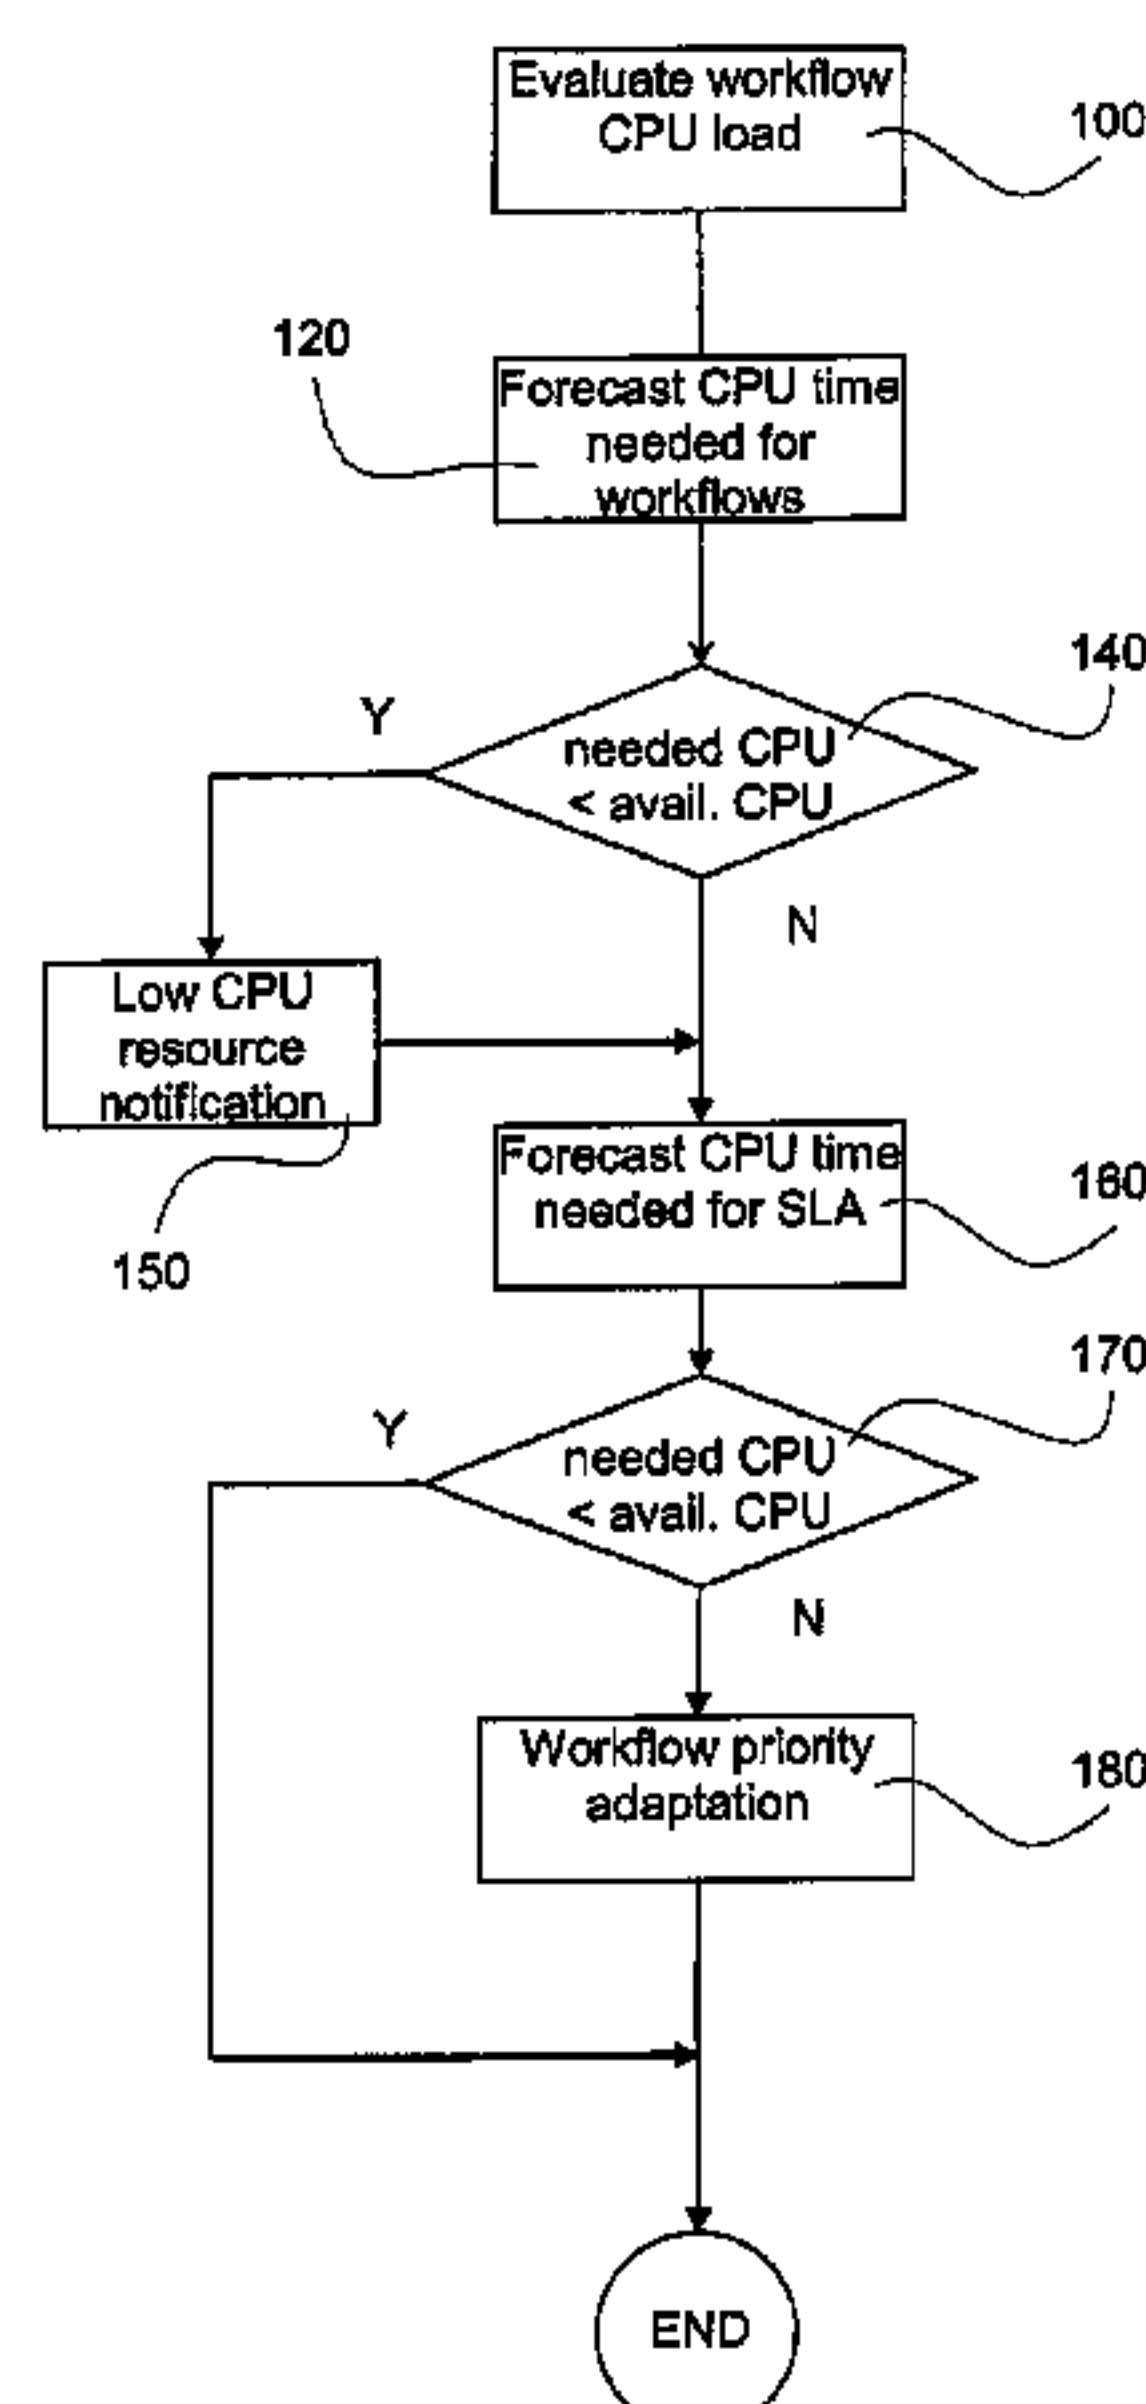 Evaluate workflow
CPU load
100
120
Forecast CPU time
needed for
workflows
140
Y
needed CPU
< avail. CPU
N
Low CPU
resource
notification
150
Forecast CPU time
needed for SLA
160
170
Y
needed CPU
< avail. CPU
N
Workflow priority
adaptation
180
END